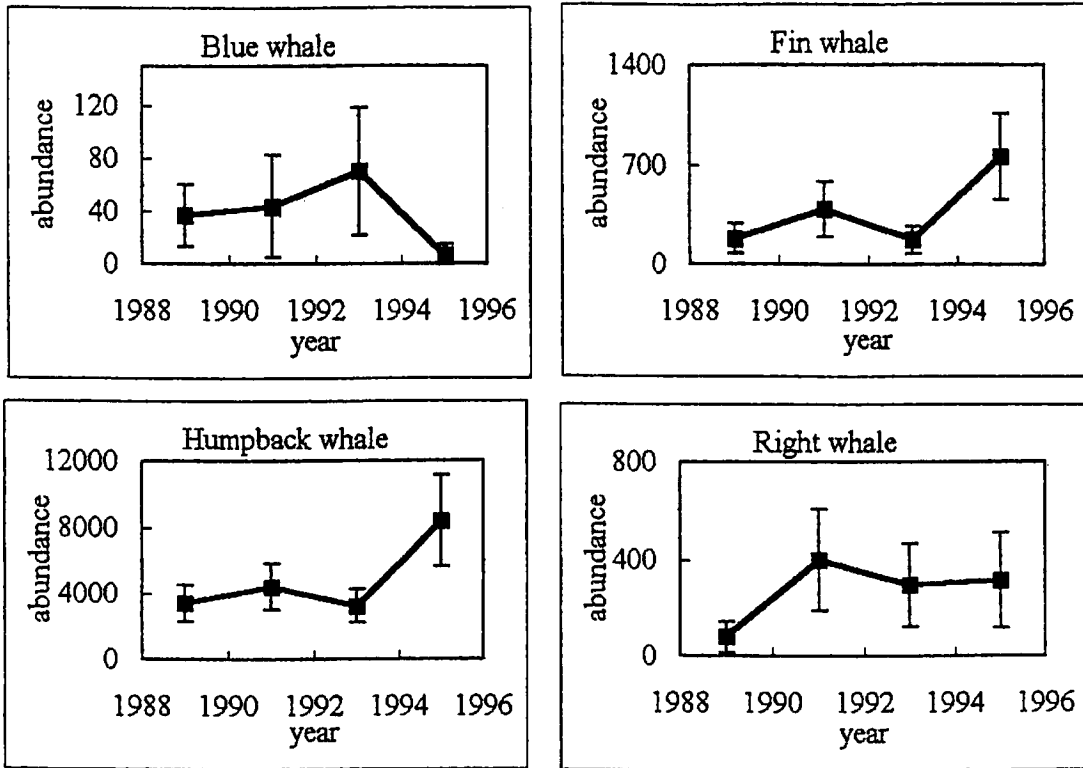 Blue whale
abundance
120
80
40
0
1988 1990 1992 1994 1996
year
Fin whale
abundance
1400
700
0
1988 1990 1992 1994 1996
year
Humpback whale
abundance
12000
8000
4000
0
1988 1990 1992 1994 1996
year
Right whale
abundance
800
400
0
1988 1990 1992 1994 1996
year